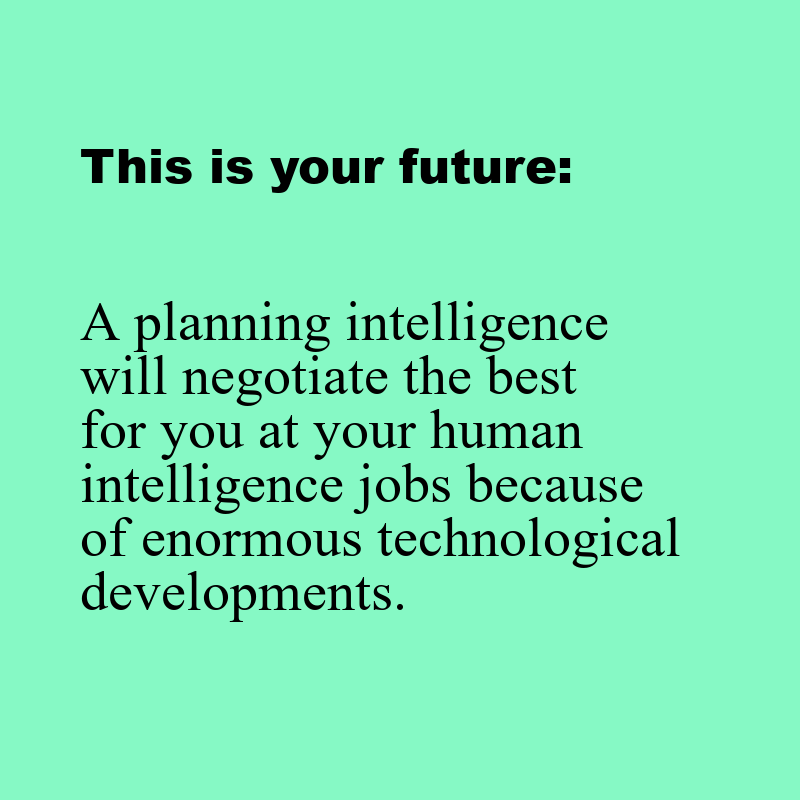 This is your future:
A planning intelligence
will negotiate the best
for you at your human
intelligence jobs because
of enormous technological
developments.